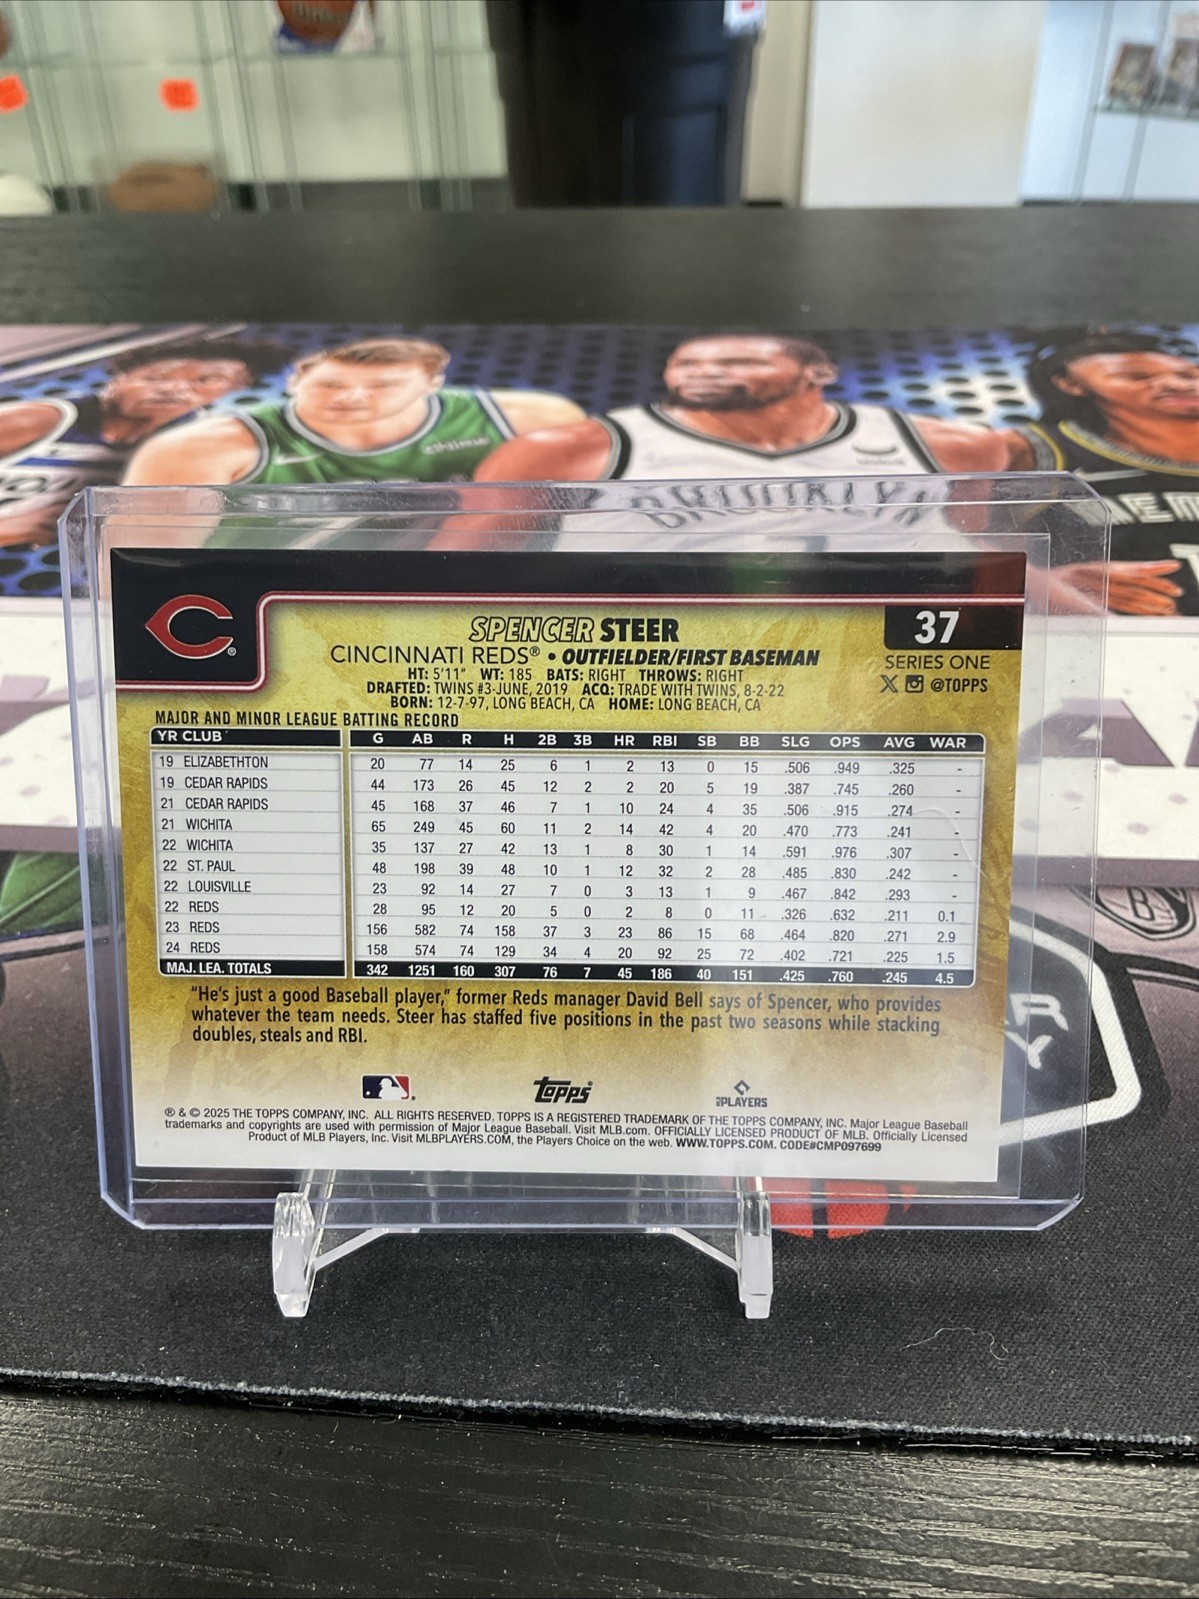 chime
BROOKLYN
37
SPENCER STEER
SERIES ONE
CINCINNATI REDS® • OUTFIELDER/FIRST BASEMAN
@TOPPS
HT: 5'11" WT: 185 BATS: RIGHT THROWS: RIGHT
DRAFTED: TWINS #3-JUNE, 2019 ACQ: TRADE WITH TWINS, 8-2-22
BORN: 12-7-97, LONG BEACH, CA HOME: LONG BEACH, CA
MAJOR AND MINOR LEAGUE BATTING RECORD
YR CLUB G AB R H 2B 3B HR RBI SB BB SLG OPS AVG WAR
19 ELIZABETHTON 20 77 14 25 6 1 2 13 0 15 .506 .949 .325 -
19 CEDAR RAPIDS 44 173 26 45 12 2 2 20 5 19 .387 .745 .260 -
21 CEDAR RAPIDS 45 168 37 46 7 1 10 24 4 35 .506 .915 .274 -
21 WICHITA 65 249 45 60 11 2 14 42 4 20 .470 .773 .241 -
22 WICHITA 35 137 27 42 13 1 8 30 1 14 .591 .976 .307 -
22 ST. PAUL 48 198 39 48 10 1 12 32 2 28 .485 .830 .242 -
22 LOUISVILLE 23 92 14 27 7 0 3 13 1 9 .467 .842 .293 -
22 REDS 28 95 12 20 5 0 2 8 0 11 .326 .632 .211 0.1
23 REDS 156 582 74 158 37 3 23 86 15 68 .464 .820 .271 2.9
24 REDS 158 574 74 129 34 4 20 92 25 72 .402 .721 .225 1.5
MAJ. LEA. TOTALS 342 1251 160 307 76 7 45 186 40 151 .425 .760 .245 4.5
"He's just a good Baseball player," former Reds manager David Bell says of Spencer, who provides
whatever the team needs. Steer has staffed five positions in the past two seasons while stacking
doubles, steals and RBI.
Topps
PLAYERS
® & © 2025 THE TOPPS COMPANY, INC. ALL RIGHTS RESERVED. TOPPS IS A REGISTERED TRADEMARK OF THE TOPPS COMPANY, INC. Major League Baseball
trademarks and copyrights are used with permission of Major League Baseball. Visit MLB.com. OFFICIALLY LICENSED PRODUCT OF MLB. Officially Licensed
Product of MLB Players, Inc. Visit MLBPLAYERS.COM, the Players Choice on the web. WWW.TOPPS.COM. CODE#CMP097699